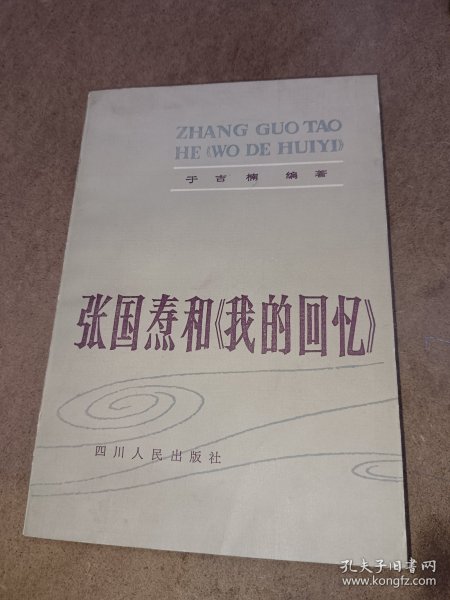 ZHANG GUO TAO
HE《WO DE HUIYI》
于吉楠 编著
张国焘和《我的回忆》
四川人民出版社
孔夫子旧书网
www.kongfz.com